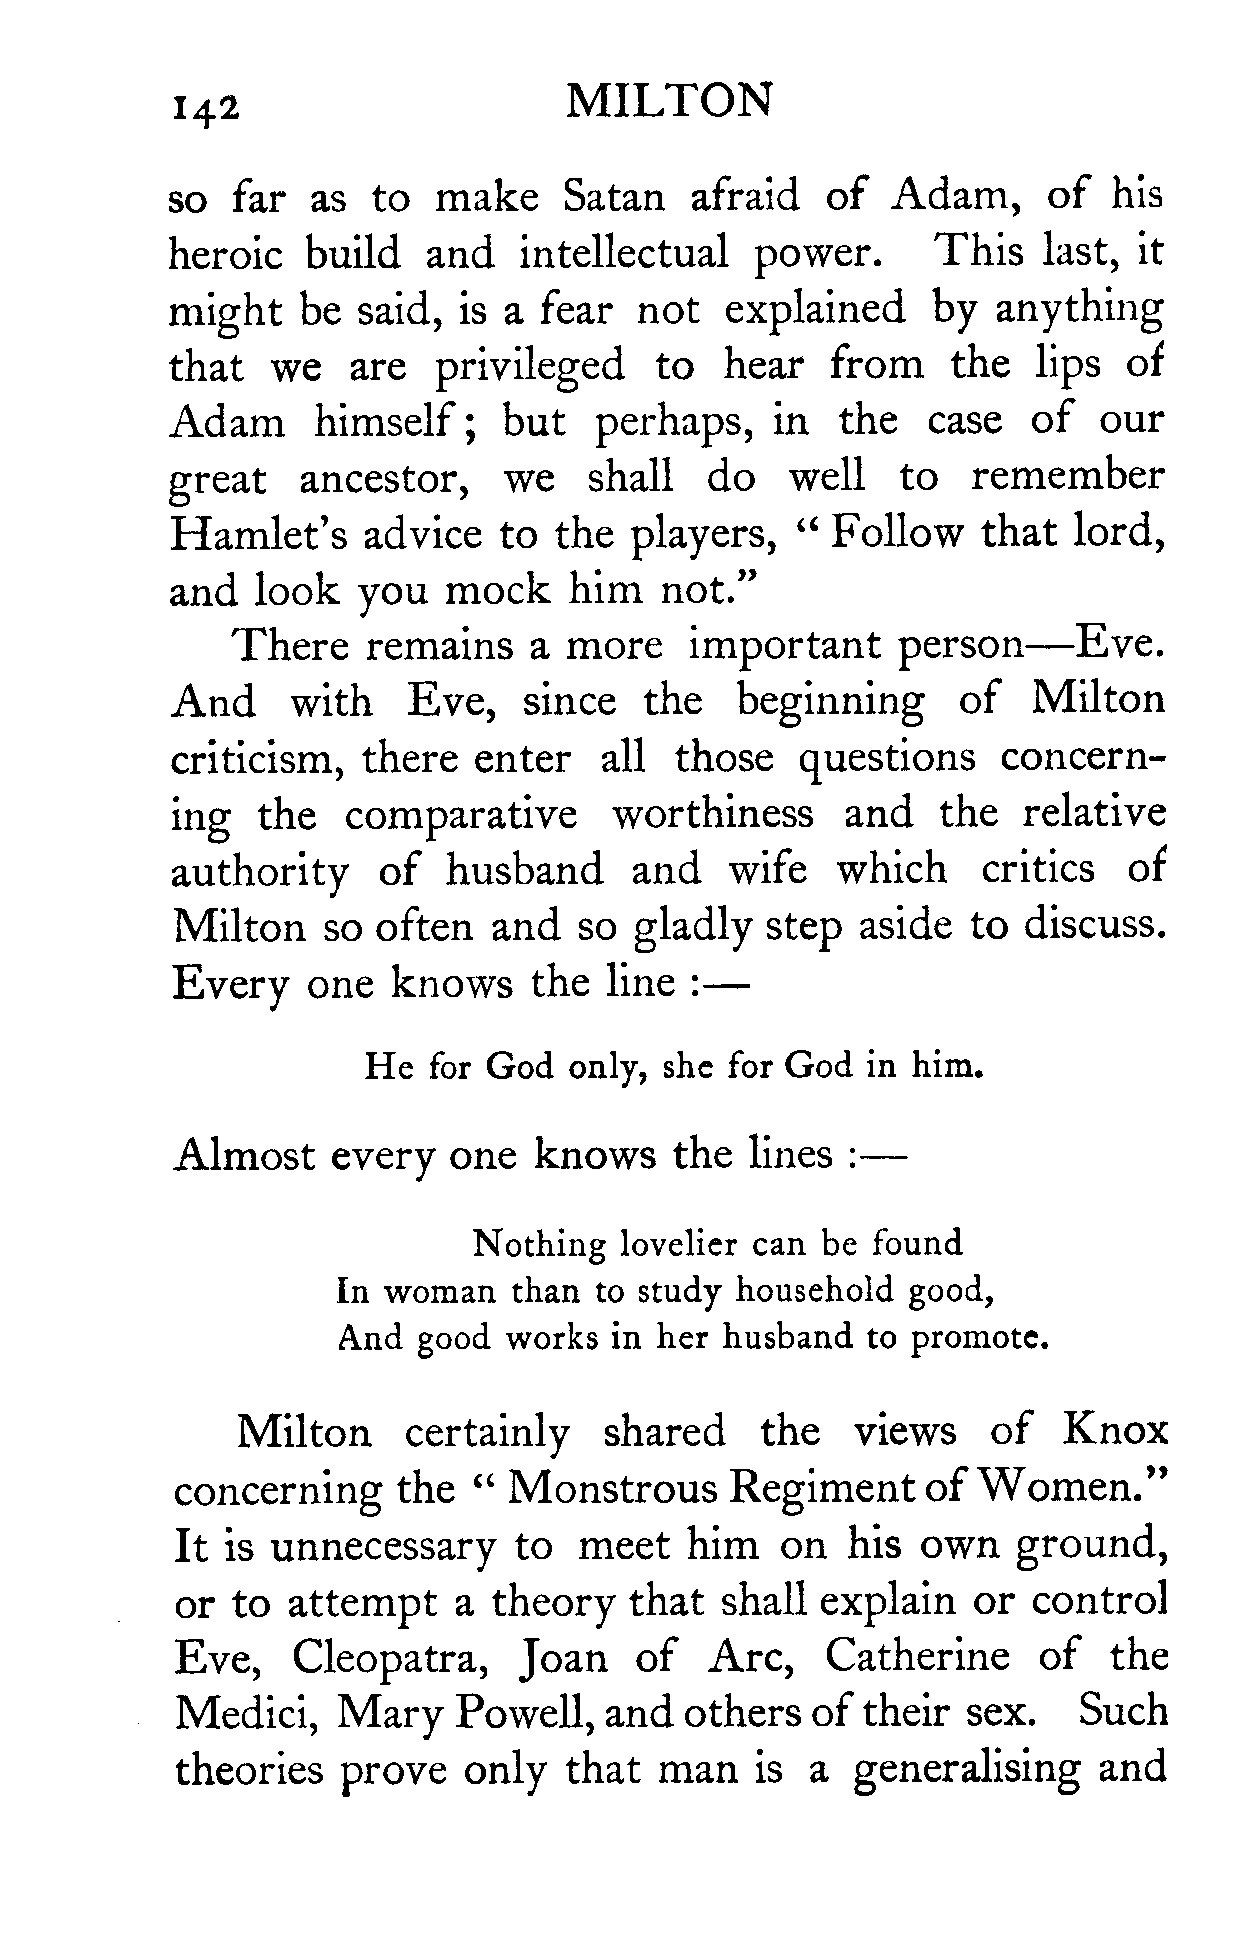 142 MILTON
so far as to make Satan afraid of Adam, of his
heroic build and intellectual power. This last, it
might be said, is a fear not explained by anything
that we are privileged to hear from the lips of
Adam himself ; but perhaps, in the case of our
great ancestor, we shall do well to remember
Hamlet's advice to the players, “ Follow that lord,
and look you mock him not.”
There remains a more important person—Eve.
And with Eve, since the beginning of Milton
criticism, there enter all those questions concern-
ing the comparative worthiness and the relative
authority of husband and wife which critics of
Milton so often and so gladly step aside to discuss.
Every one knows the line :—
He for God only, she for God in him.
Almost every one knows the lines :—
Nothing lovelier can be found
In woman than to study household good,
And good works in her husband to promote.
Milton certainly shared the views of Knox
concerning the “ Monstrous Regiment of Women.”
It is unnecessary to meet him on his own ground,
or to attempt a theory that shall explain or control
Eve, Cleopatra, Joan of Arc, Catherine of the
Medici, Mary Powell, and others of their sex. Such
theories prove only that man is a generalising and